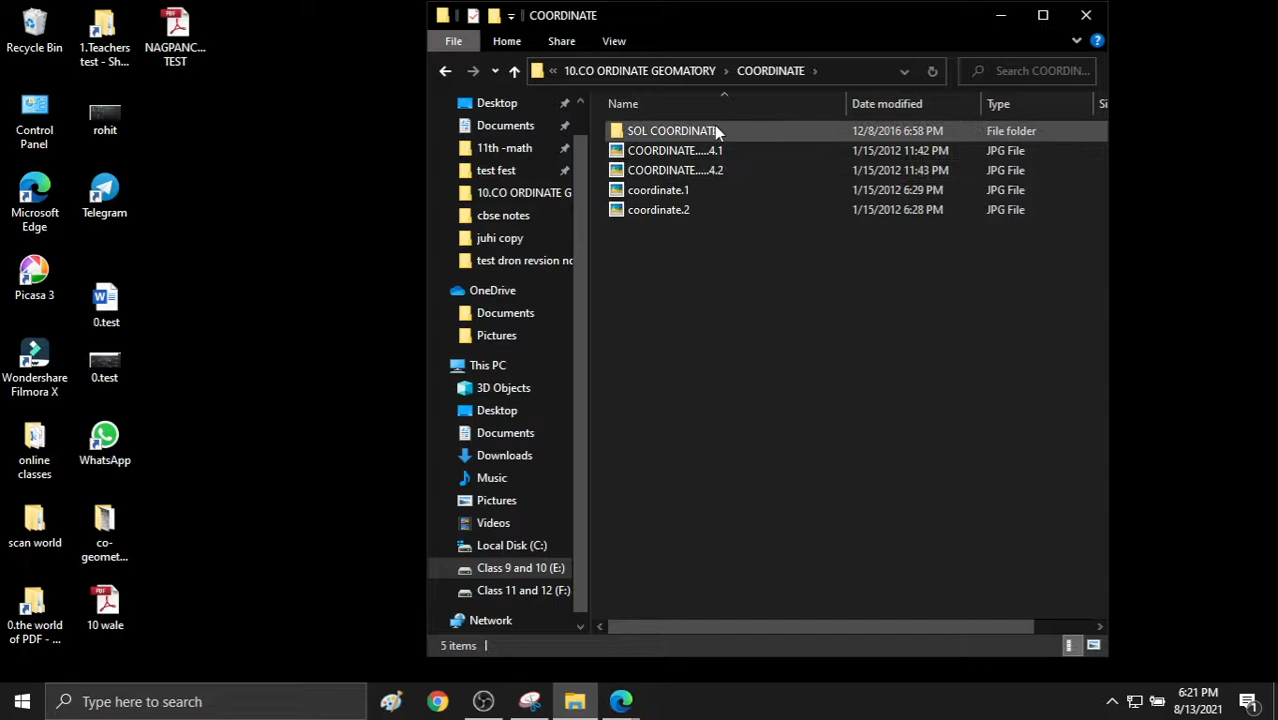 Recycle Bin
1.Teachers
test - Sh...
NAGPANC...
TEST
Control
Panel
rohit
Microsoft
Edge
Telegram
Picasa 3
0.test
Wondershare
Filmora X
0.test
online
classes
WhatsApp
scan world
co-
geomet...
0.the world
of PDF - ...
10 wale
COORDINATE
File
Home
Share
View
« 10.CO ORDINATE GEOMATORY › COORDINATE ›
Search COORDIN...
Desktop
Documents
11th -math
test fest
10.CO ORDINATE G
cbse notes
juhi copy
test dron revsion no
OneDrive
Documents
Pictures
This PC
3D Objects
Desktop
Documents
Downloads
Music
Pictures
Videos
Local Disk (C:)
Class 9 and 10 (E:)
Class 11 and 12 (F:)
Network
Name
Date modified
Type
Si
SOL COORDINATE 12/8/2016 6:58 PM File folder
COORDINATE.....4.1 1/15/2012 11:42 PM JPG File
COORDINATE.....4.2 1/15/2012 11:43 PM JPG File
coordinate.1 1/15/2012 6:29 PM JPG File
coordinate.2 1/15/2012 6:28 PM JPG File
5 items
Type here to search
6:21 PM
8/13/2021
1